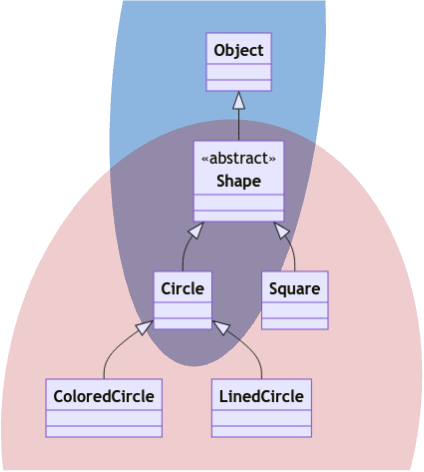 Object
«abstract»
Shape
Circle
Square
ColoredCircle
LinedCircle